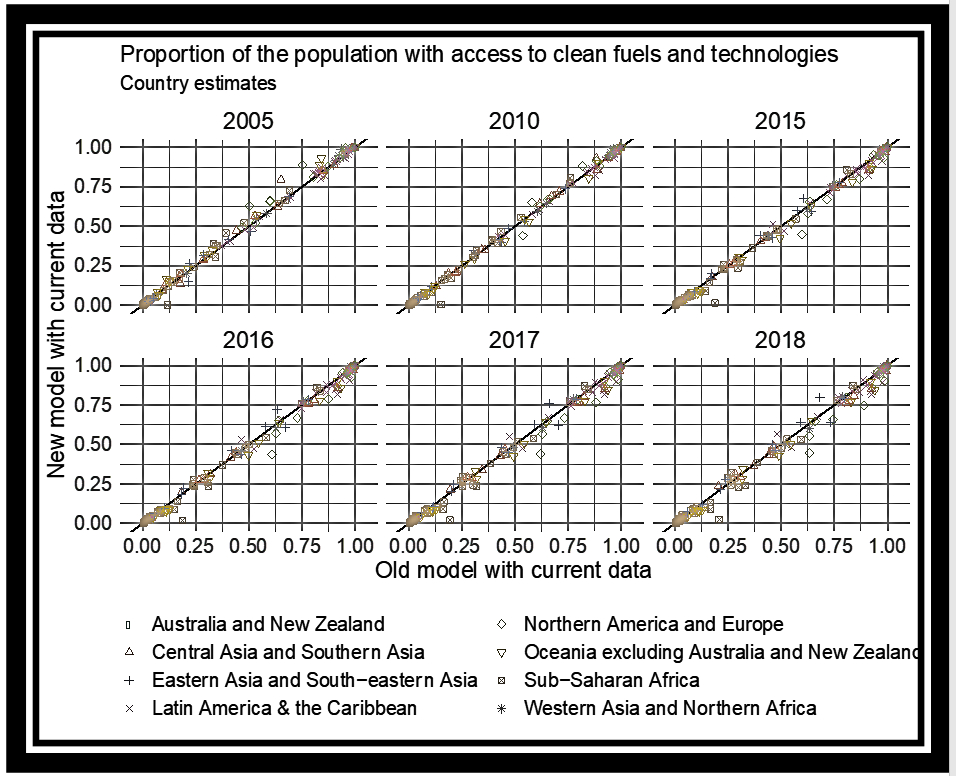 Proportion of the population with access to clean fuels and technologies
Country estimates
2005 2010 2015
1.00
0.75
0.50
0.25
0.00
2016 2017 2018
1.00
0.75
0.50
0.25
0.00
New model with current data
0.00 0.25 0.50 0.75 1.00 0.00 0.25 0.50 0.75 1.00 0.00 0.25 0.50 0.75 1.00
Old model with current data
Australia and New Zealand
Central Asia and Southern Asia
Eastern Asia and South−eastern Asia
Latin America & the Caribbean
Northern America and Europe
Oceania excluding Australia and New Zealand
Sub−Saharan Africa
Western Asia and Northern Africa